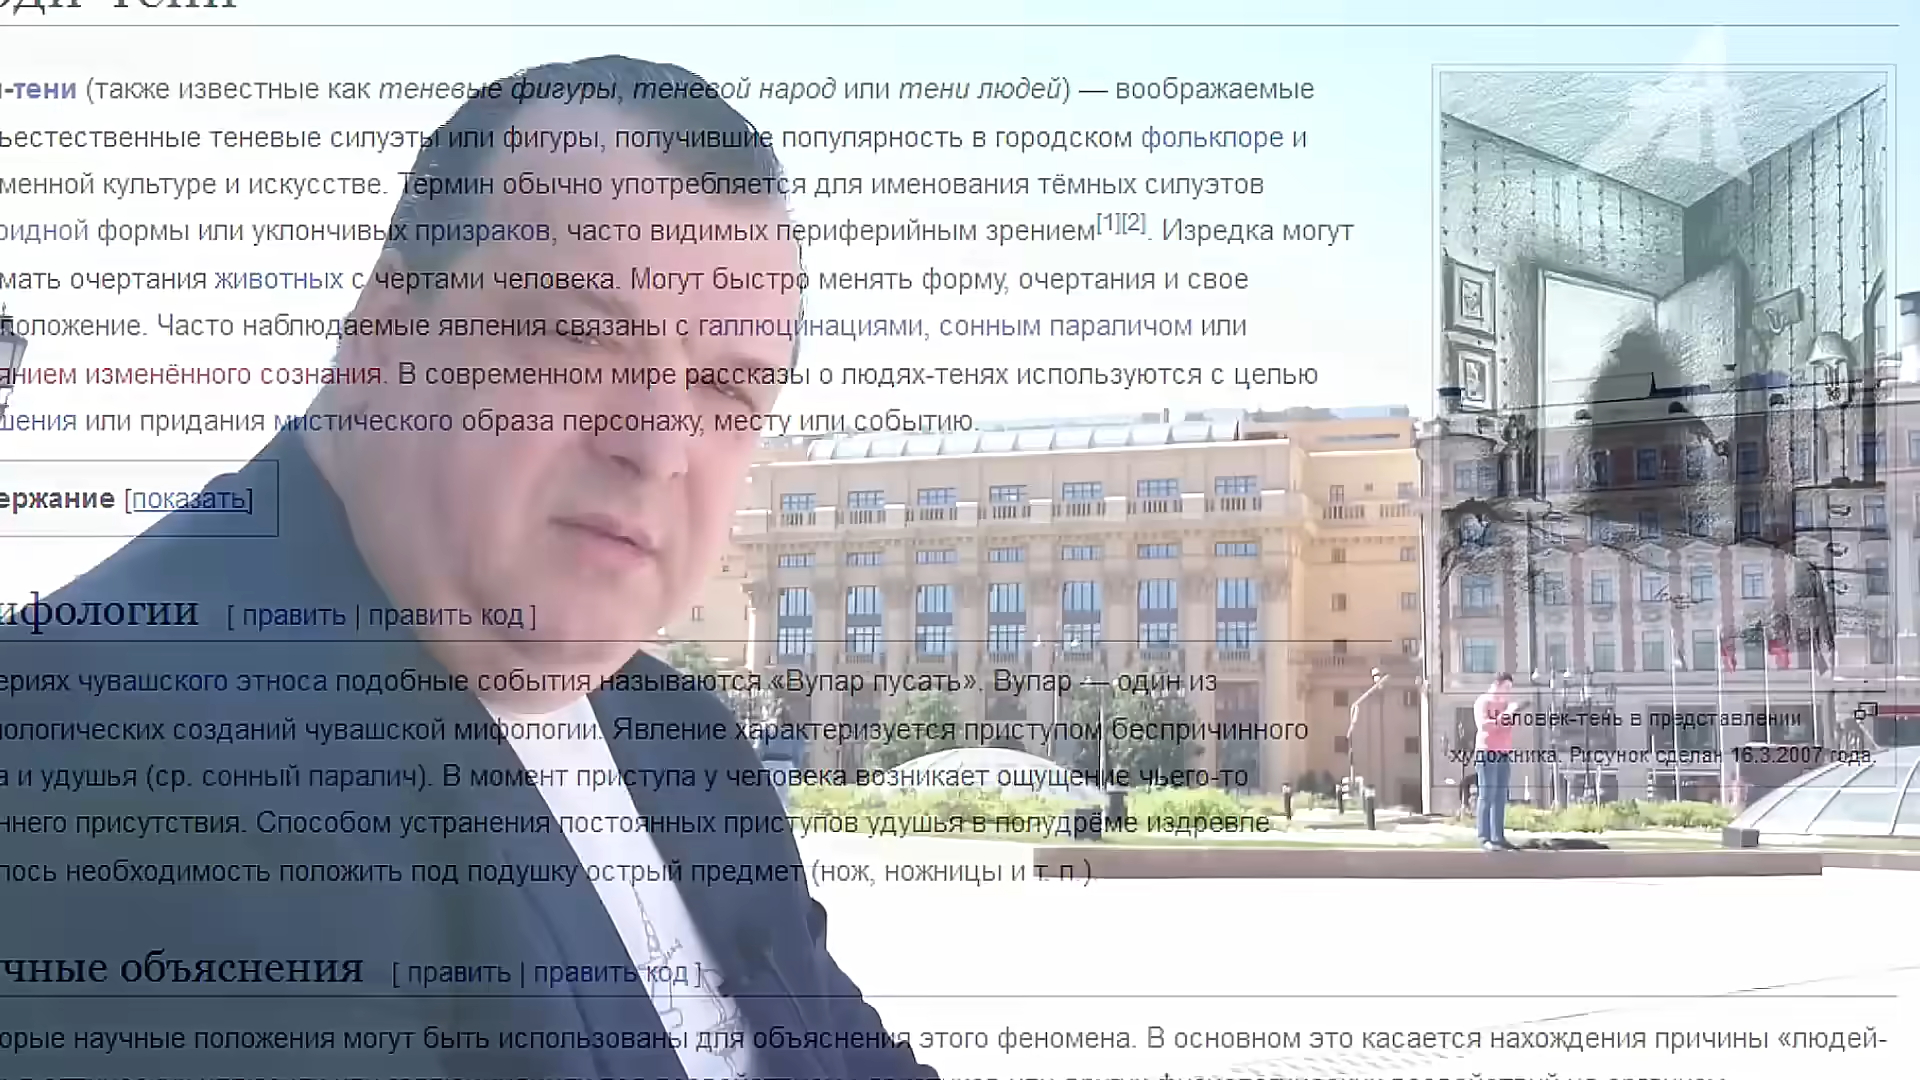 -тени (также известные как теневые фигуры, теневой народ или тени людей) — воображаемые
ъестественные теневые силуэты или фигуры, получившие популярность в городском фольклоре и
менной культуре и искусстве. Термин обычно употребляется для именования тёмных силуэтов
оидной формы или уклончивых призраков, часто видимых периферийным зрением[1][2]. Изредка могут
мать очертания животных с чертами человека. Могут быстро менять форму, очертания и свое
положение. Часто наблюдаемые явления связаны с галлюцинациями, сонным параличом или
янием изменённого сознания. В современном мире рассказы о людях-тенях используются с целью
шения или придания мистического образа персонажу, месту или событию.
ержание [показать]
ифологии [ править | править код ]
ериях чувашского этноса подобные события называются «Вупар пусать». Вупар — один из
ологических созданий чувашской мифологии. Явление характеризуется приступом беспричинного
а и удушья (ср. сонный паралич). В момент приступа у человека возникает ощущение чьего-то
ннего присутствия. Способом устранения постоянных приступов удушья в полудрёме издревле
лось необходимость положить под подушку острый предмет (нож, ножницы и т. п.).
Человек-тень в представлении
художника. Рисунок сделан 16.3.2007 года.
чные объяснения [ править | править код ]
орые научные положения могут быть использованы для объяснения этого феномена. В основном это касается нахождения причины «людей-